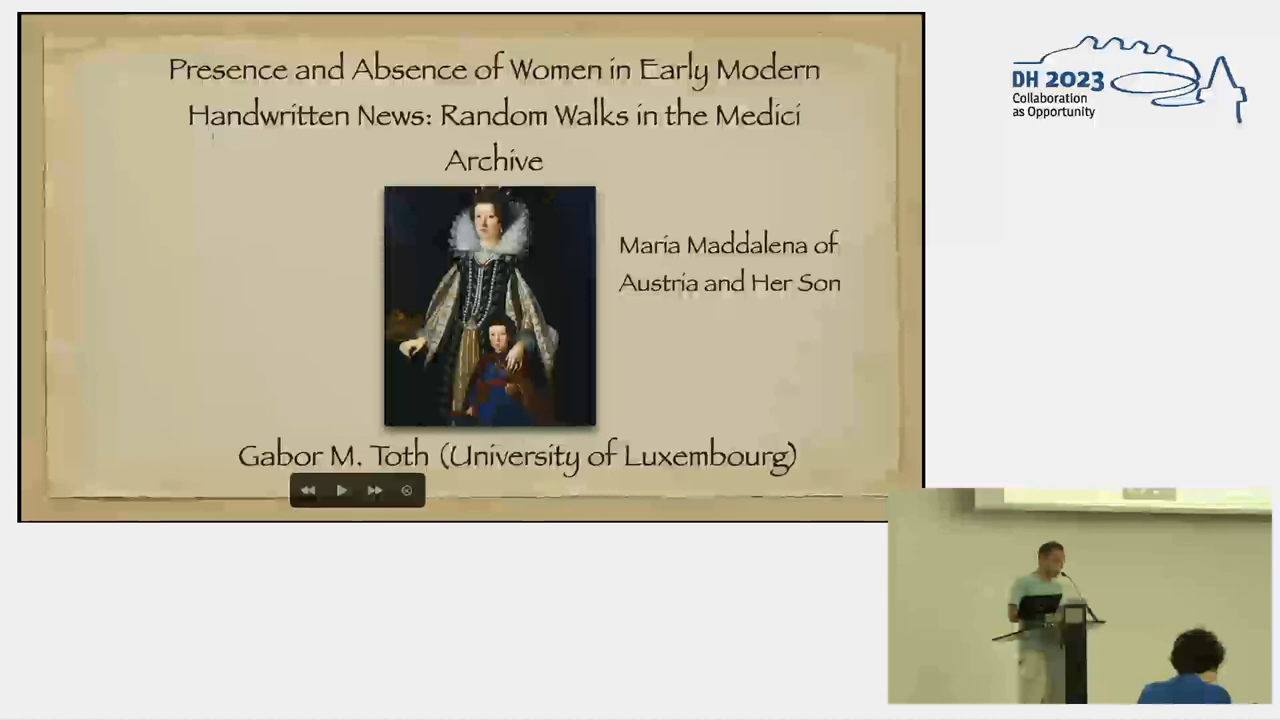 Presence and Absence of Women in Early Modern
Handwritten News: Random Walks in the Medici
Archive
Maria Maddalena of
Austria and Her Son
Gabor M. Toth (University of Luxembourg)
DH 2023
Collaboration
as Opportunity